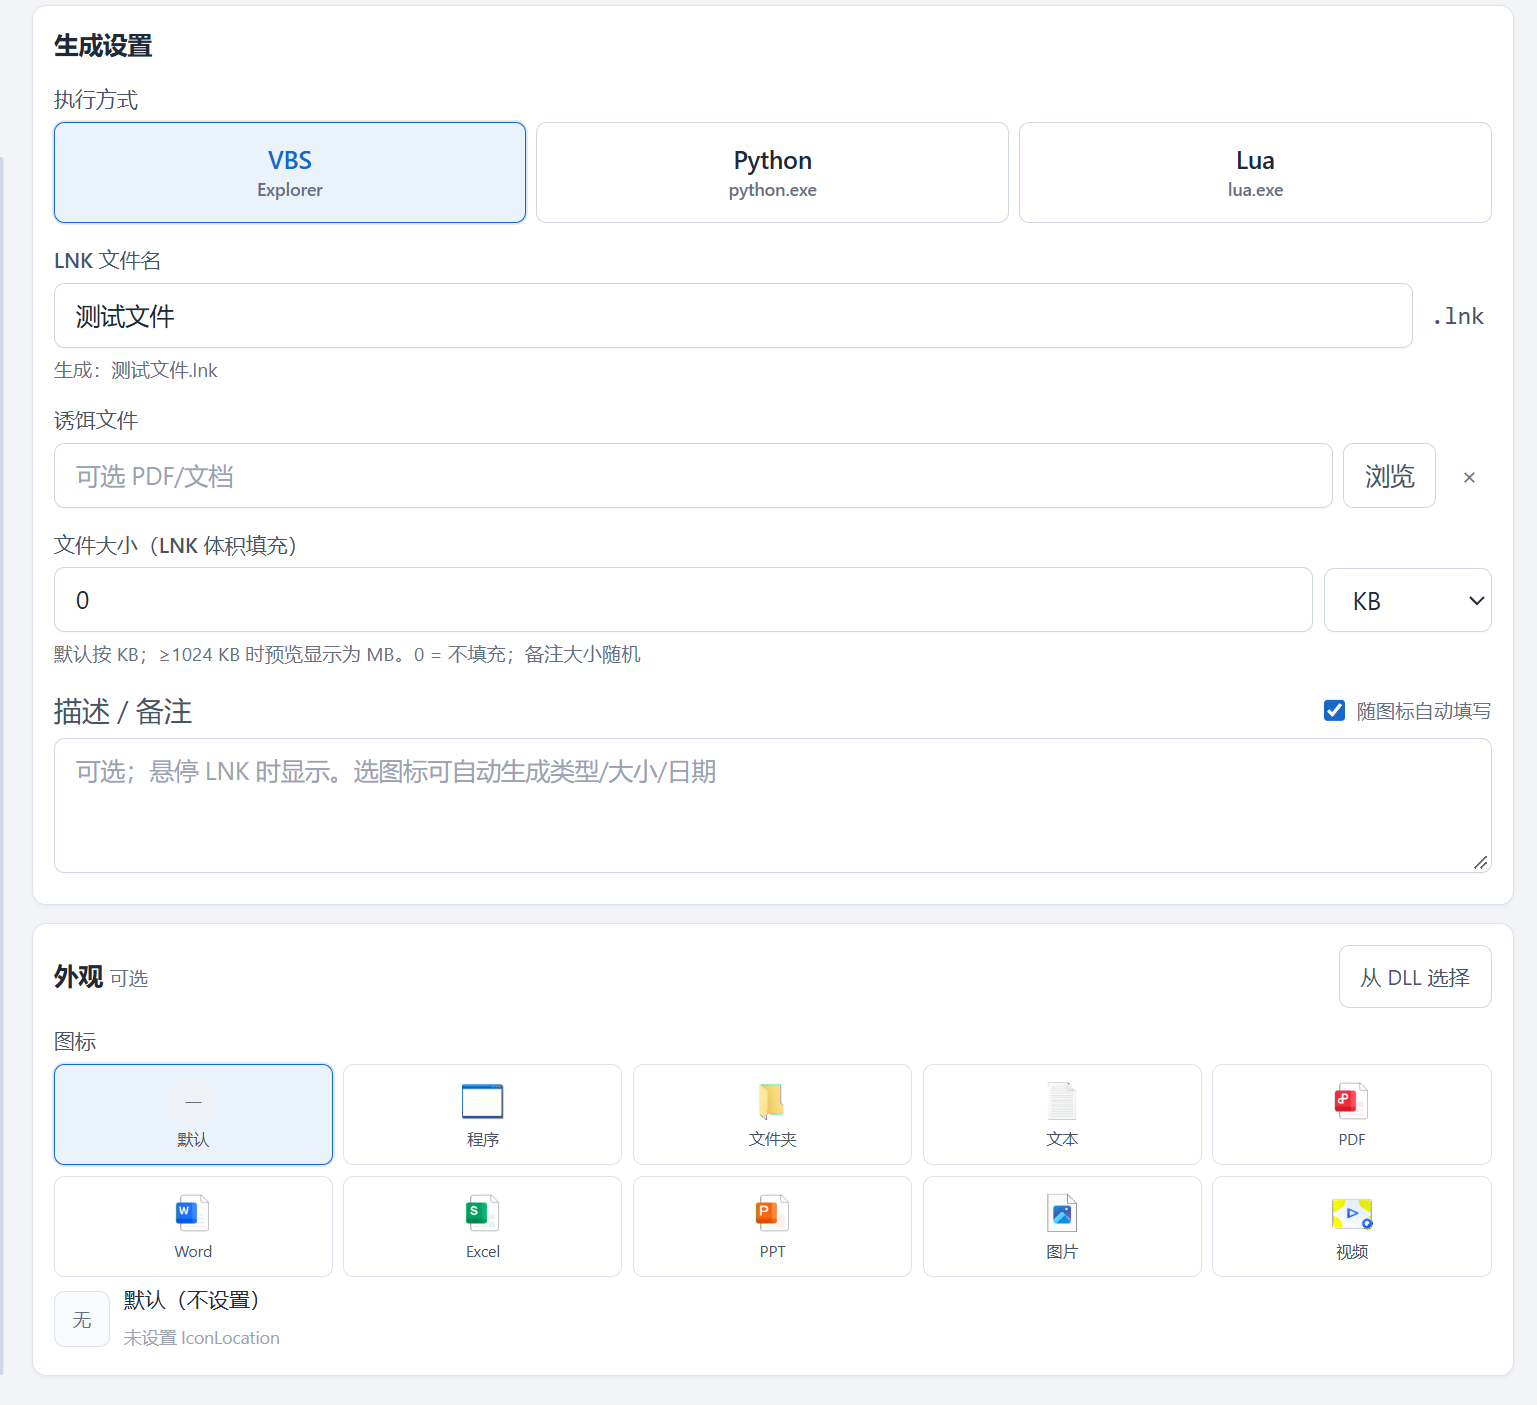 生成设置
执行方式
VBS
Explorer
Python
python.exe
Lua
lua.exe
LNK 文件名
测试文件
.lnk
生成：测试文件.lnk
诱饵文件
可选 PDF/文档
浏览
×
文件大小（LNK 体积填充）
0
KB
默认按 KB；≥1024 KB 时预览显示为 MB。0 = 不填充；备注大小随机
描述 / 备注
随图标自动填写
可选；悬停 LNK 时显示。选图标可自动生成类型/大小/日期
外观 可选
从 DLL 选择
图标
—
默认
程序
文件夹
文本
PDF
W
Word
S
Excel
P
PPT
图片
视频
无
默认（不设置）
未设置 IconLocation